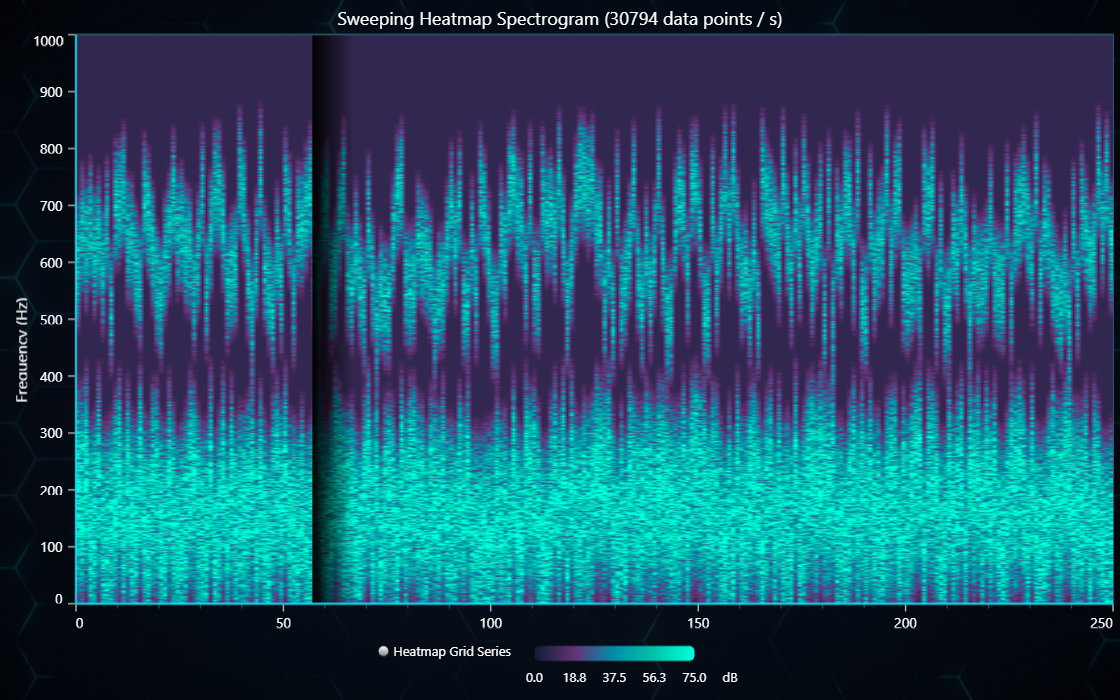 Sweeping Heatmap Spectrogram (30794 data points / s)
1000
900
800
700
600
500
400
300
200
100
0
Frequency (Hz)
0 50 100 150 200 250
Heatmap Grid Series
0.0 18.8 37.5 56.3 75.0 dB